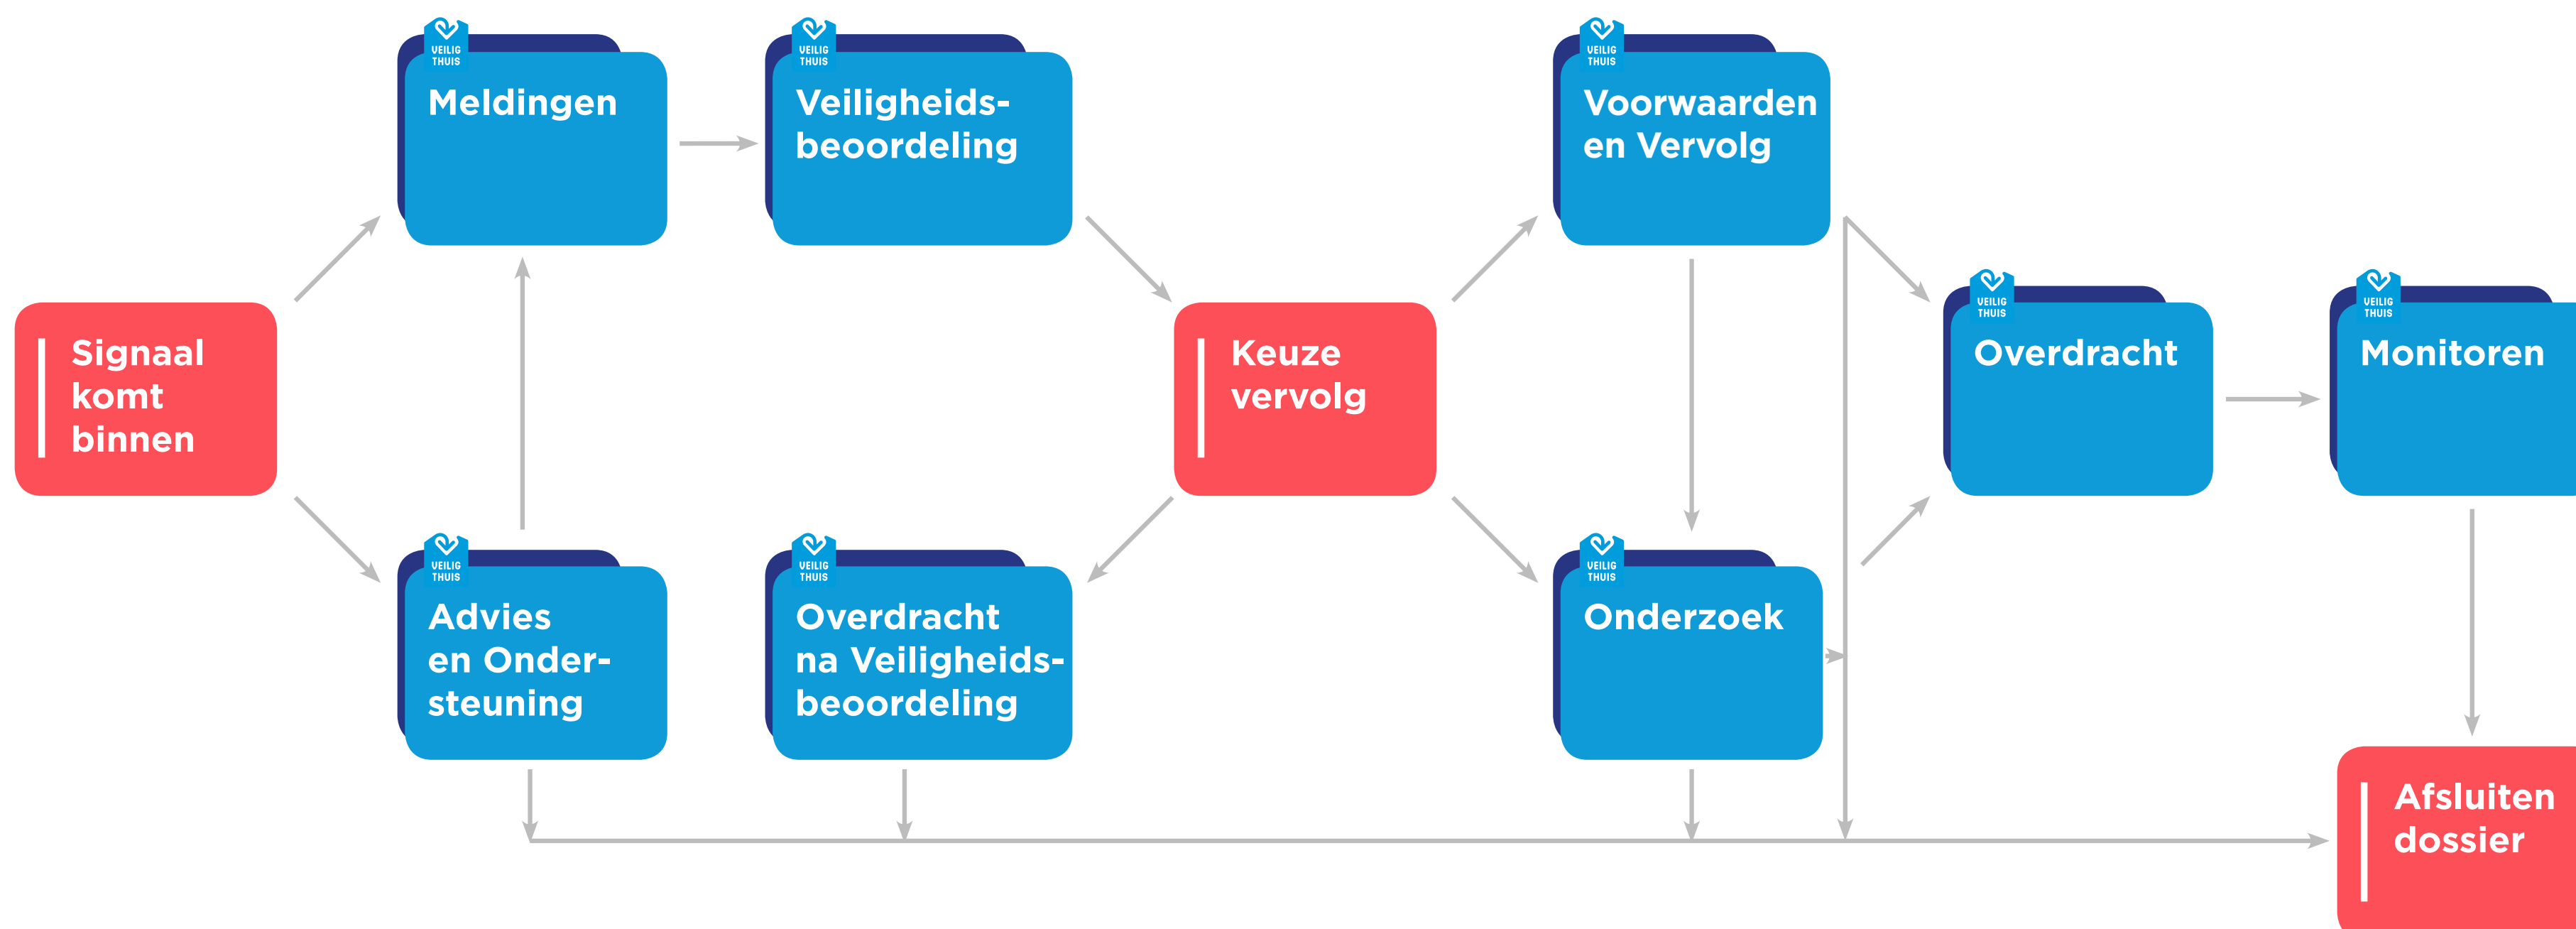 VEILIG
THUIS
Meldingen
VEILIG
THUIS
Veiligheids-
beoordeling
VEILIG
THUIS
Voorwaarden
en Vervolg
Signaal
komt
binnen
Keuze
vervolg
VEILIG
THUIS
Overdracht
VEILIG
THUIS
Monitoren
VEILIG
THUIS
Advies
en Onder-
steuning
VEILIG
THUIS
Overdracht
na Veiligheids-
beoordeling
VEILIG
THUIS
Onderzoek
Afsluiten
dossier